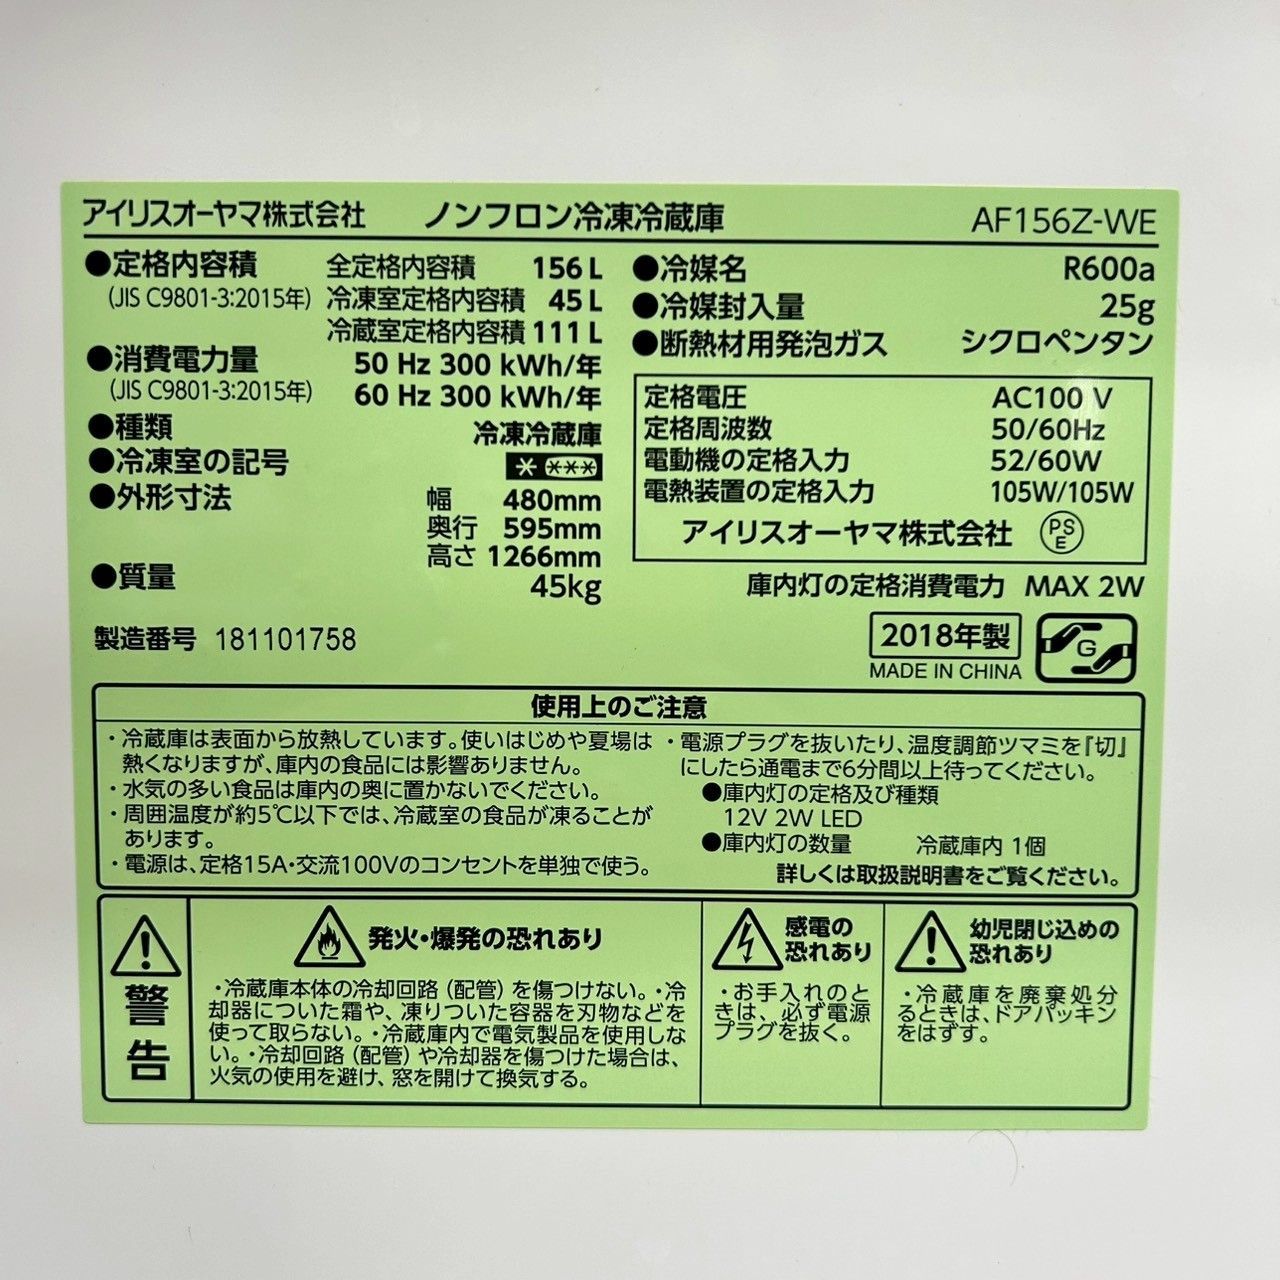 アイリスオーヤマ株式会社 ノンフロン冷凍冷蔵庫 AF156Z-WE
●定格内容積 全定格内容積 156 L
(JIS C9801-3:2015年) 冷凍室定格内容積 45 L
冷蔵室定格内容積 111 L
●消費電力量 50 Hz 300 kWh/年
(JIS C9801-3:2015年) 60 Hz 300 kWh/年
●種類 冷凍冷蔵庫
●冷凍室の記号 * ***
●外形寸法 幅 480mm
奥行 595mm
高さ 1266mm
●質量 45kg
製造番号 181101758
●冷媒名 R600a
●冷媒封入量 25g
●断熱材用発泡ガス シクロペンタン
定格電圧 AC100 V
定格周波数 50/60Hz
電動機の定格入力 52/60W
電熱装置の定格入力 105W/105W
アイリスオーヤマ株式会社 PSE
庫内灯の定格消費電力 MAX 2W
2018年製
MADE IN CHINA
G
使用上のご注意
・冷蔵庫は表面から放熱しています。使いはじめや夏場は
熱くなりますが、庫内の食品には影響ありません。
・水気の多い食品は庫内の奥に置かないでください。
・周囲温度が約5℃以下では、冷蔵室の食品が凍ることが
あります。
・電源は、定格15A・交流100Vのコンセントを単独で使う。
・電源プラグを抜いたり、温度調節ツマミを『切』
にしたら通電まで6分間以上待ってください。
●庫内灯の定格及び種類
12V 2W LED
●庫内灯の数量 冷蔵庫内 1個
詳しくは取扱説明書をご覧ください。
警告
発火・爆発の恐れあり
・冷蔵庫本体の冷却回路（配管）を傷つけない。・冷
却器についた霜や、凍りついた容器を刃物などを
使って取らない。・冷蔵庫内で電気製品を使用しな
い。・冷却回路（配管）や冷却器を傷つけた場合は、
火気の使用を避け、窓を開けて換気する。
感電の
恐れあり
・お手入れのと
きは、必ず電源
プラグを抜く。
幼児閉じ込めの
恐れあり
・冷蔵庫を廃棄処分
するときは、ドアパッキン
をはずす。